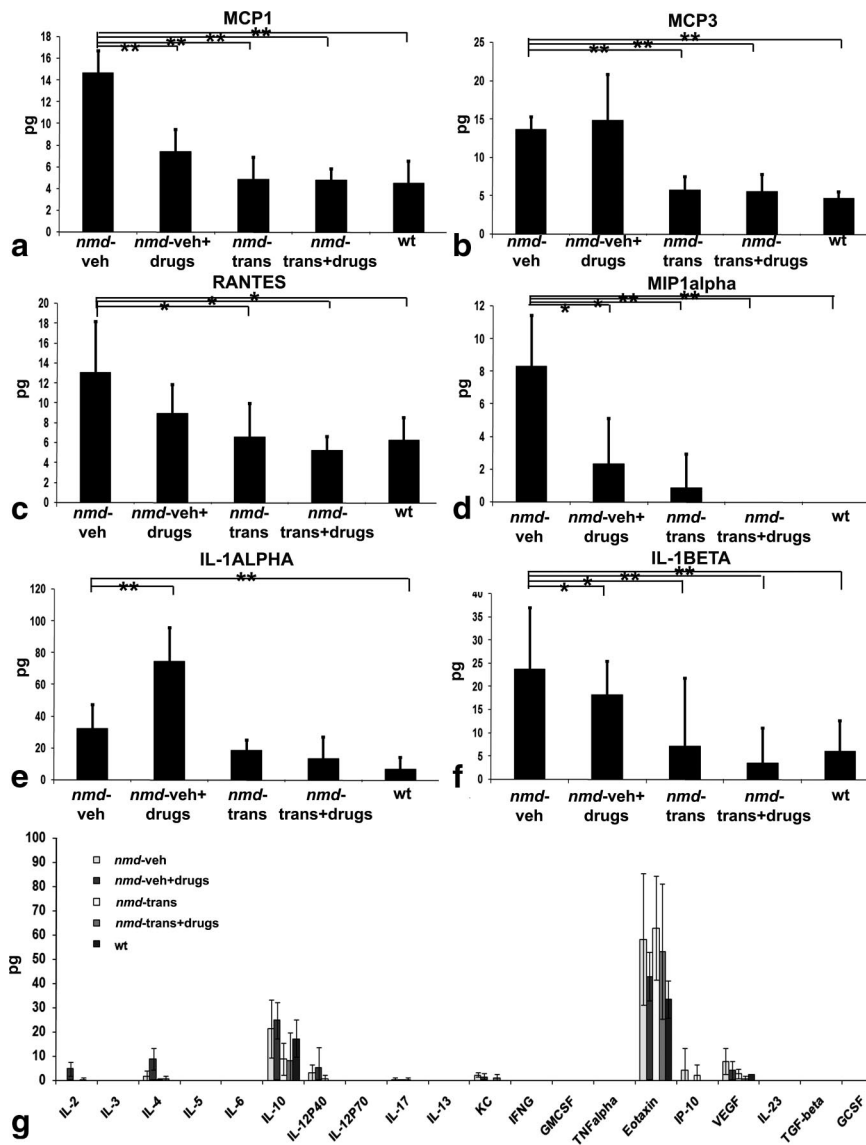 MCP1
** ** ** **
pg
18
16
14
12
10
8
6
4
2
0
nmd-veh nmd-veh+drugs nmd-trans nmd-trans+drugs wt
a
MCP3
** ** **
pg
25
20
15
10
5
0
nmd-veh nmd-veh+drugs nmd-trans nmd-trans+drugs wt
b
RANTES
* * *
pg
20
18
16
14
12
10
8
6
4
2
0
nmd-veh nmd-veh+drugs nmd-trans nmd-trans+drugs wt
c
MIP1alpha
* * ** **
12
10
8
6
4
2
0
nmd-veh nmd-veh+drugs nmd-trans nmd-trans+drugs wt
d
IL-1ALPHA
** **
pg
120
100
80
60
40
20
0
nmd-veh nmd-veh+drugs nmd-trans nmd-trans+drugs wt
e
IL-1BETA
* * ** **
pg
40
35
30
25
20
15
10
5
0
nmd-veh nmd-veh+drugs nmd-trans nmd-trans+drugs wt
f
pg
100
90
80
70
60
50
40
30
20
10
0
nmd-veh
nmd-veh+drugs
nmd-trans
nmd-trans+drugs
wt
IL-2 IL-3 IL-4 IL-5 IL-6 IL-10 IL-12P40 IL-12P70 IL-17 IL-13 KC IFNG GMCSF TNFalpha Eotaxin IP-10 VEGF IL-23 TGF-beta GCSF
g